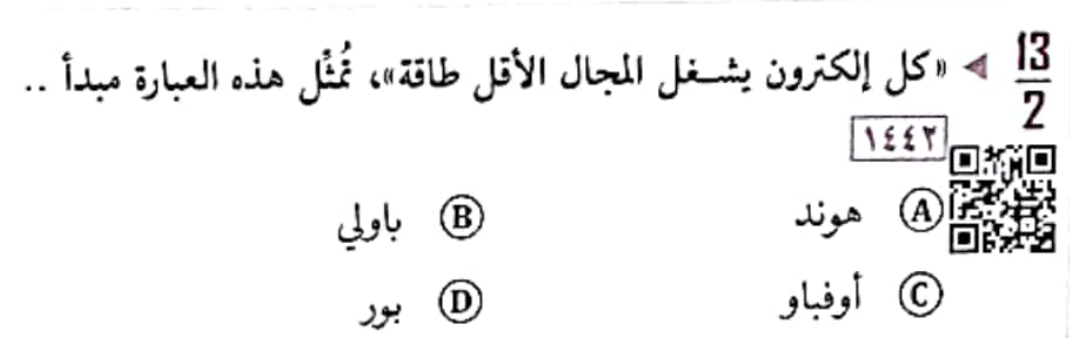 13/2 ◀ «كل إلكترون يشغل المجال الأقل طاقة»، تُمثِّل هذه العبارة مبدأ ..
١٤٤٢
Ⓐ هوند Ⓑ باولي
Ⓒ أوفباو Ⓓ بور